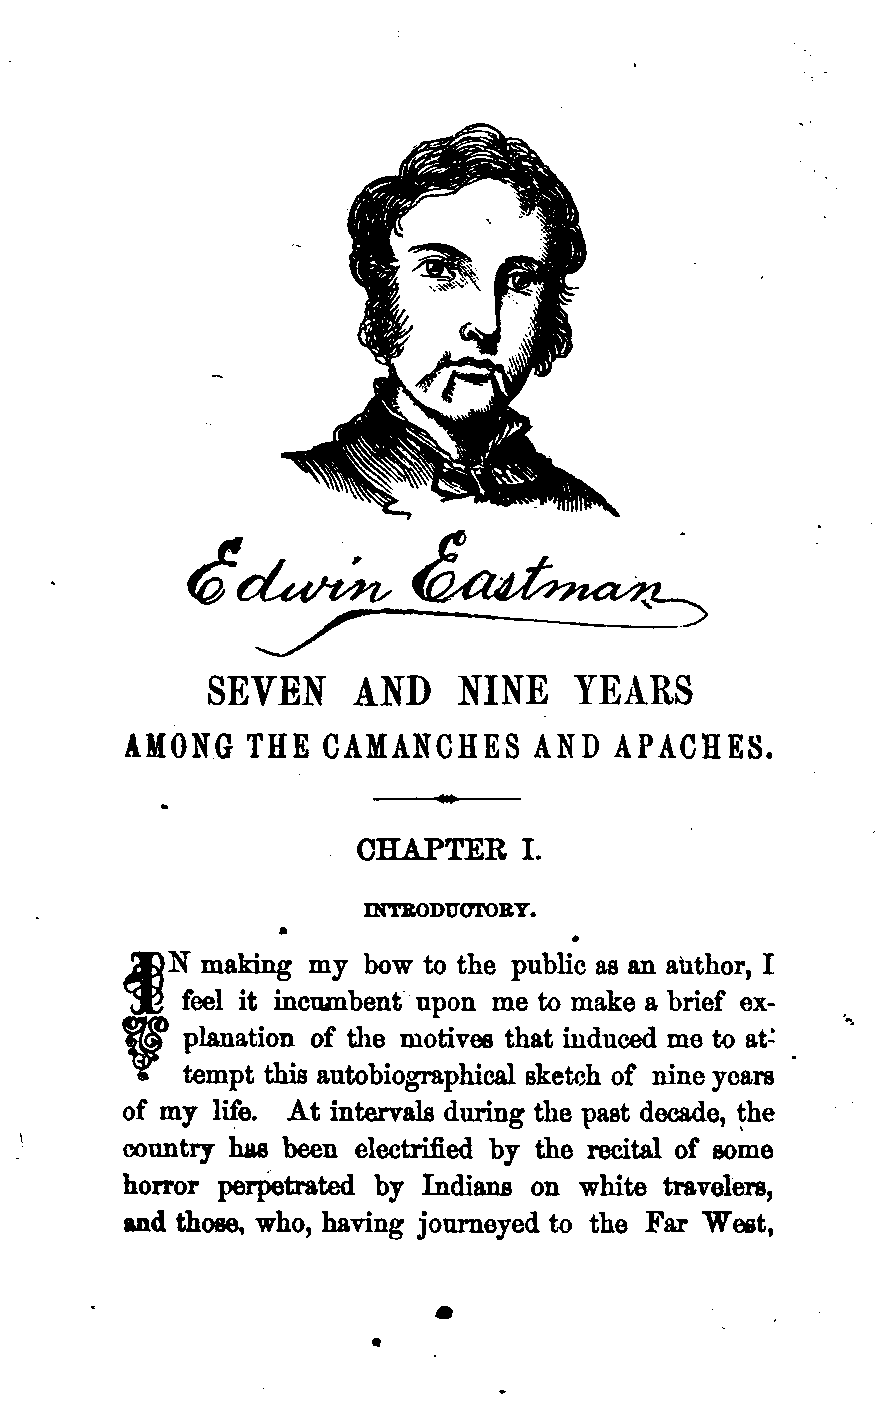 Edwin Eastman
SEVEN AND NINE YEARS
AMONG THE CAMANCHES AND APACHES.
CHAPTER I.
INTRODUCTORY.
IN making my bow to the public as an author, I
feel it incumbent upon me to make a brief ex-
planation of the motives that induced me to at-
tempt this autobiographical sketch of nine years
of my life. At intervals during the past decade, the
country has been electrified by the recital of some
horror perpetrated by Indians on white travelers,
and those, who, having journeyed to the Far West,